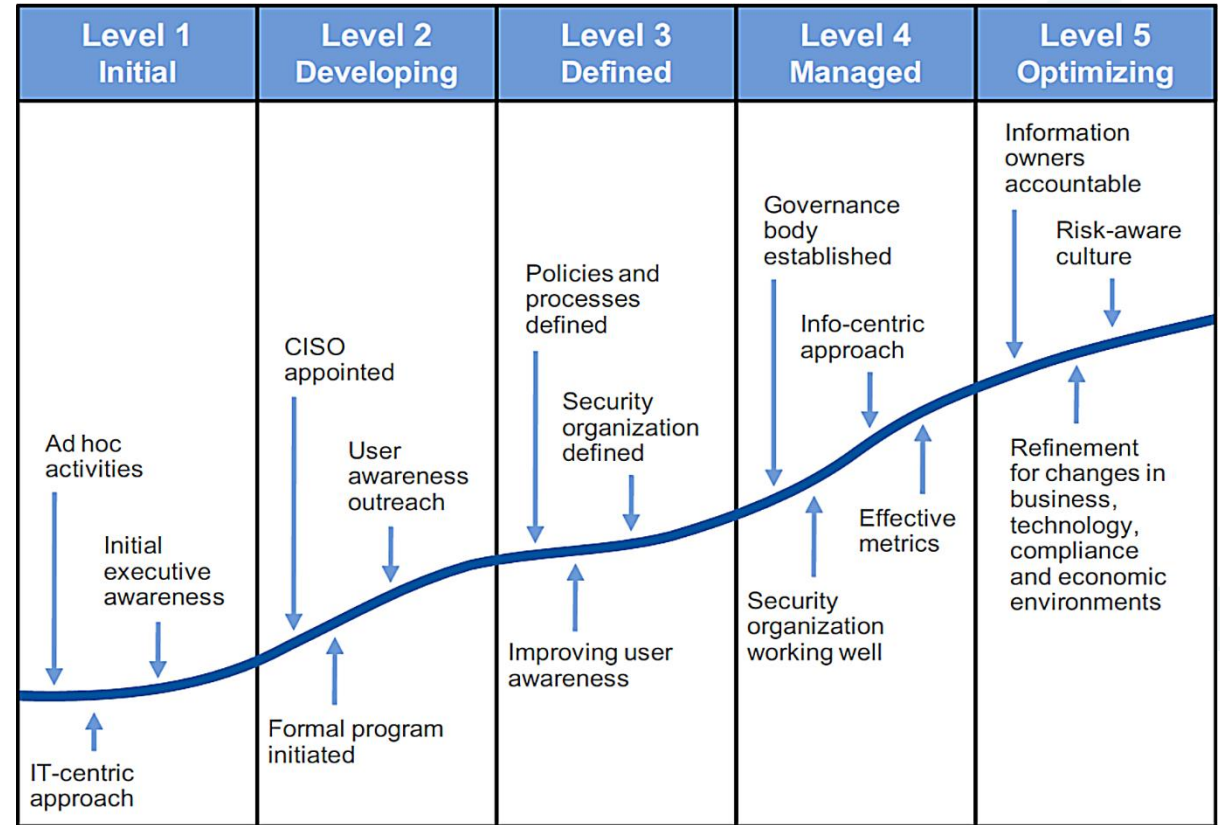 Level 1
Initial
Level 2
Developing
Level 3
Defined
Level 4
Managed
Level 5
Optimizing
Ad hoc
activities
Initial
executive
awareness
IT-centric
approach
CISO
appointed
User
awareness
outreach
Formal program
initiated
Policies and
processes
defined
Security
organization
defined
Improving user
awareness
Governance
body
established
Info-centric
approach
Effective
metrics
Security
organization
working well
Information
owners
accountable
Risk-aware
culture
Refinement
for changes in
business,
technology,
compliance
and economic
environments